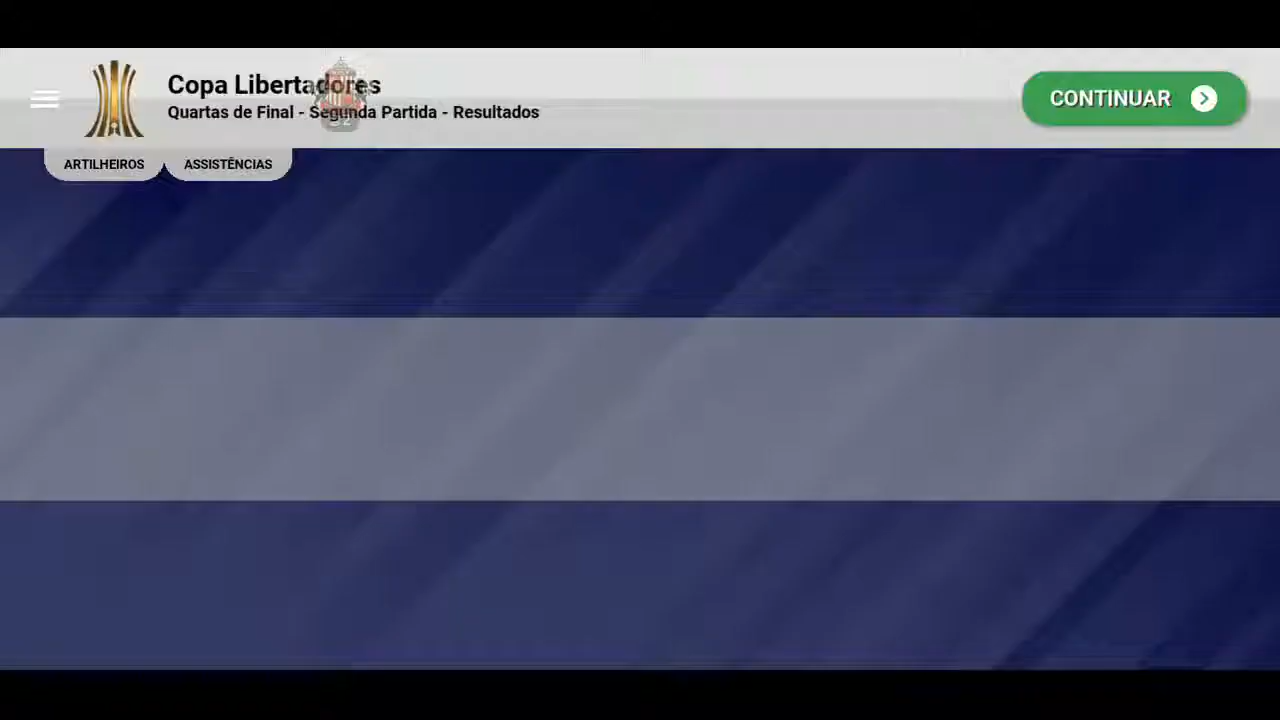 Copa Libertadores
Quartas de Final - Segunda Partida - Resultados
CONTINUAR
ARTILHEIROS
ASSISTÊNCIAS